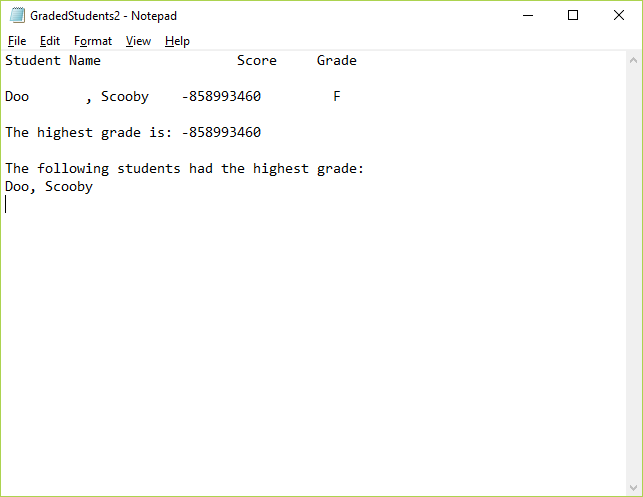 GradedStudents2 - Notepad
File Edit Format View Help
Student Name                 Score     Grade
Doo       , Scooby    -858993460         F
The highest grade is: -858993460
The following students had the highest grade:
Doo, Scooby